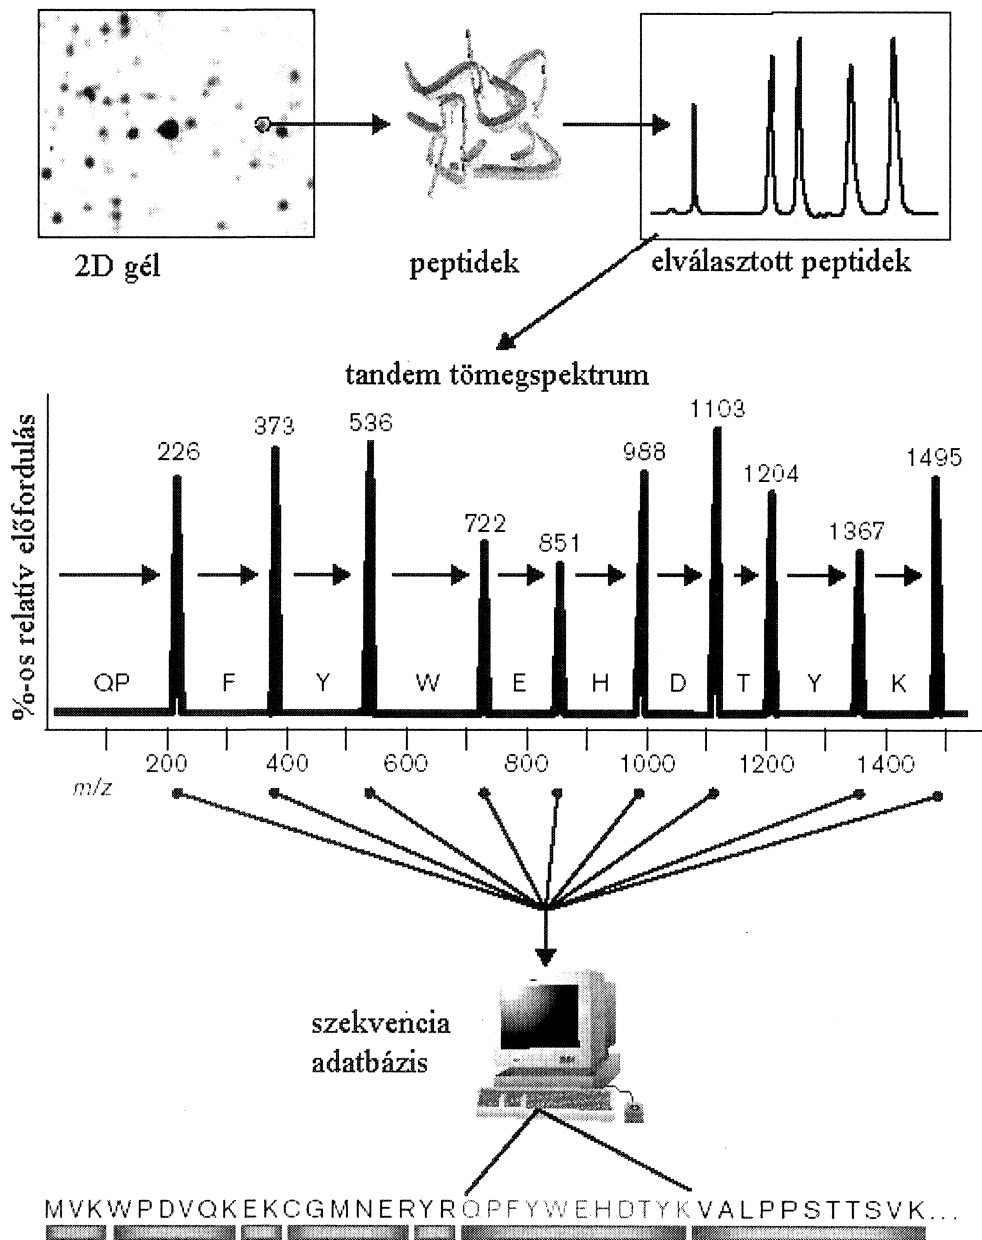 2D gél
peptidek
elválasztott peptidek
tandem tömegspektrum
%-os relatív előfordulás
226
373
536
722
851
988
1103
1204
1367
1495
QP F Y W E H D T Y K
200 400 600 800 1000 1200 1400
m/z
szekvencia
adatbázis
MVKWPDVQKEKCGMNERYRQPFYWEHDTYKVALPPSTTSVK...